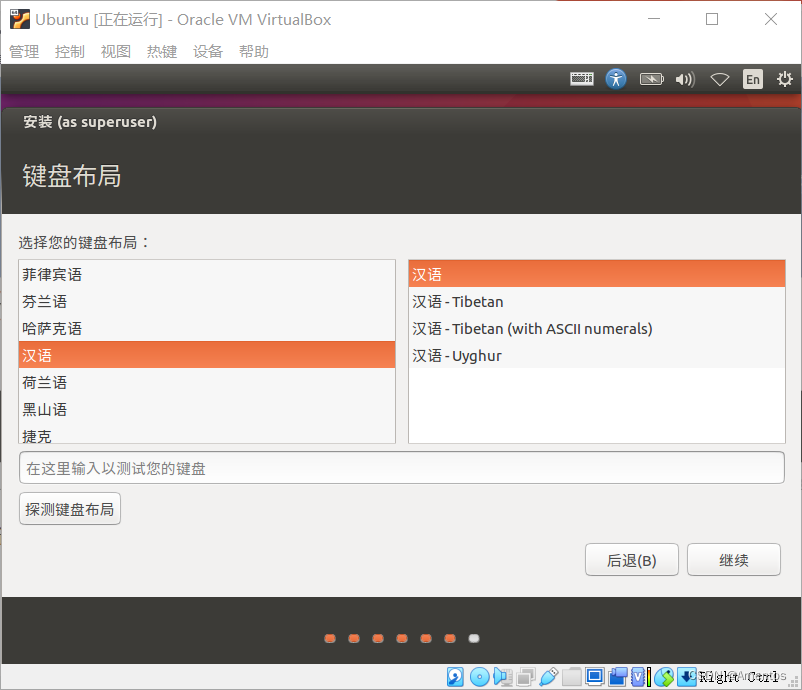 Ubuntu [正在运行] - Oracle VM VirtualBox
管理 控制 视图 热键 设备 帮助
En
安装 (as superuser)
键盘布局
选择您的键盘布局：
菲律宾语
芬兰语
哈萨克语
汉语
荷兰语
黑山语
捷克
汉语
汉语 - Tibetan
汉语 - Tibetan (with ASCII numerals)
汉语 - Uyghur
在这里输入以测试您的键盘
探测键盘布局
后退(B) 继续
Right Ctrl